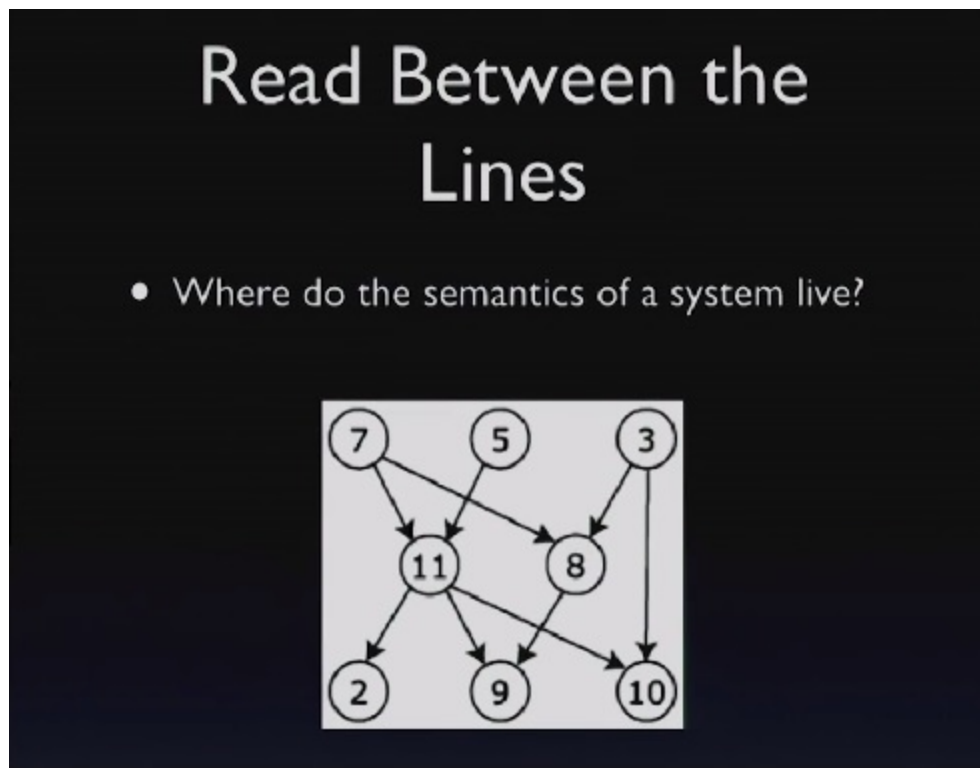 Read Between the
Lines
• Where do the semantics of a system live?
7 5 3
11 8
2 9 10